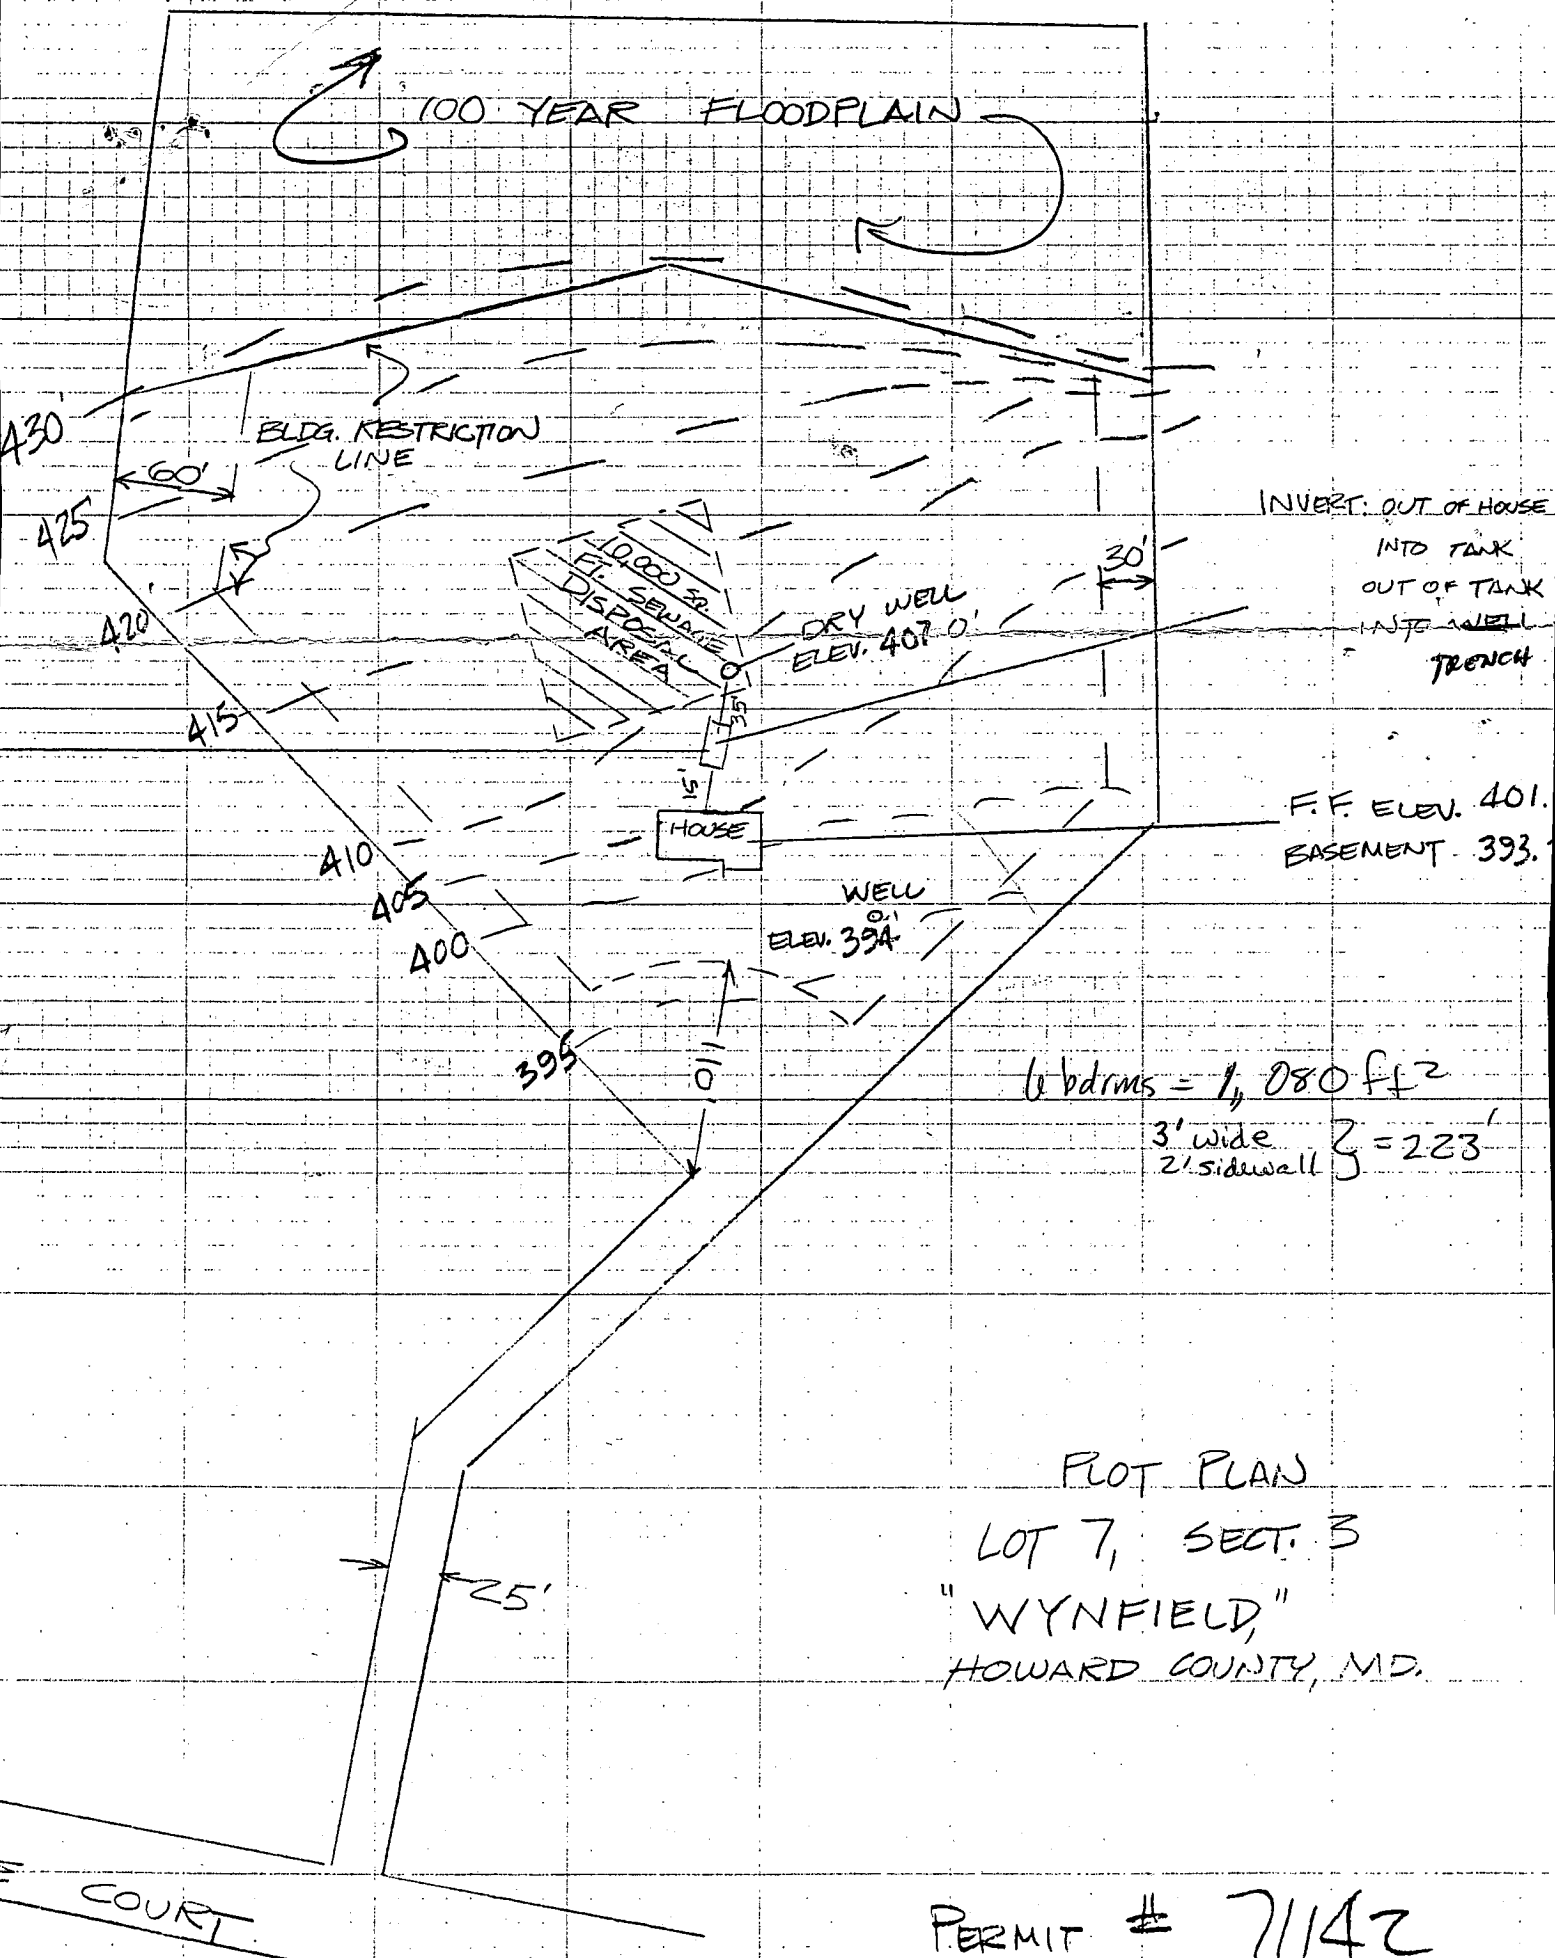 100 YEAR FLOODPLAIN
430'
BLDG. RESTRICTION
LINE
60'
425'
INVERT: OUT OF HOUSE
INTO TANK
OUT OF TANK
INTO WELL
TRENCH
30'
10,000 SQ.
FT. SEWAGE
DISPOSAL
AREA
DRY WELL
ELEV. 407.0'
420'
415
35'
15'
HOUSE
F.F. ELEV. 401.
BASEMENT 393.
410
405
400
WELL
ELEV. 394.
395
110'
6 bdrms = 1,080 ft2
3' wide
2' sidewall } = 223'
PLOT PLAN
LOT 7, SECT. 3
"WYNFIELD,"
HOWARD COUNTY, MD.
25'
COURT
PERMIT # 71142